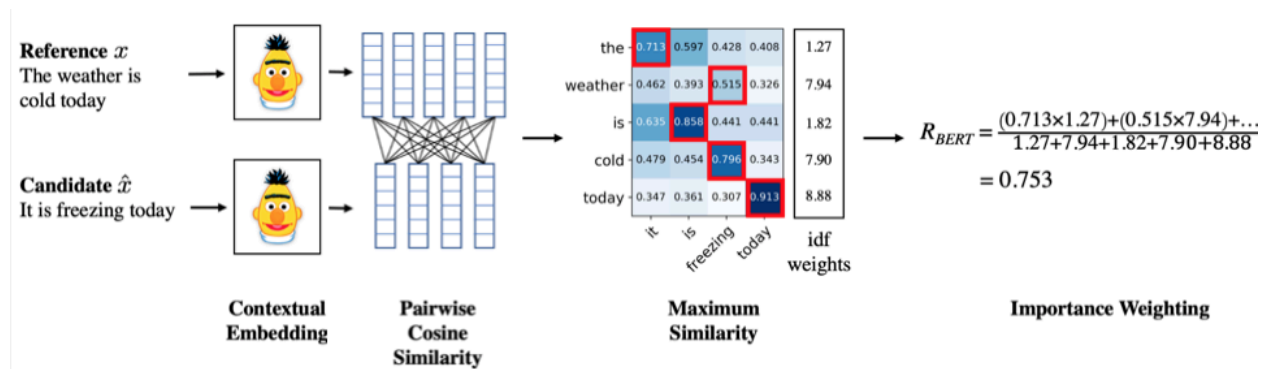 Reference x
The weather is
cold today
Candidate x̂
It is freezing today
Contextual
Embedding
Pairwise
Cosine
Similarity
the 0.713 0.597 0.428 0.408 1.27
weather 0.462 0.393 0.515 0.326 7.94
is 0.635 0.858 0.441 0.441 1.82
cold 0.479 0.454 0.796 0.343 7.90
today 0.347 0.361 0.307 0.913 8.88
it is freezing today
idf
weights
Maximum
Similarity
R_BERT = (0.713×1.27)+(0.515×7.94)+...
1.27+7.94+1.82+7.90+8.88
= 0.753
Importance Weighting